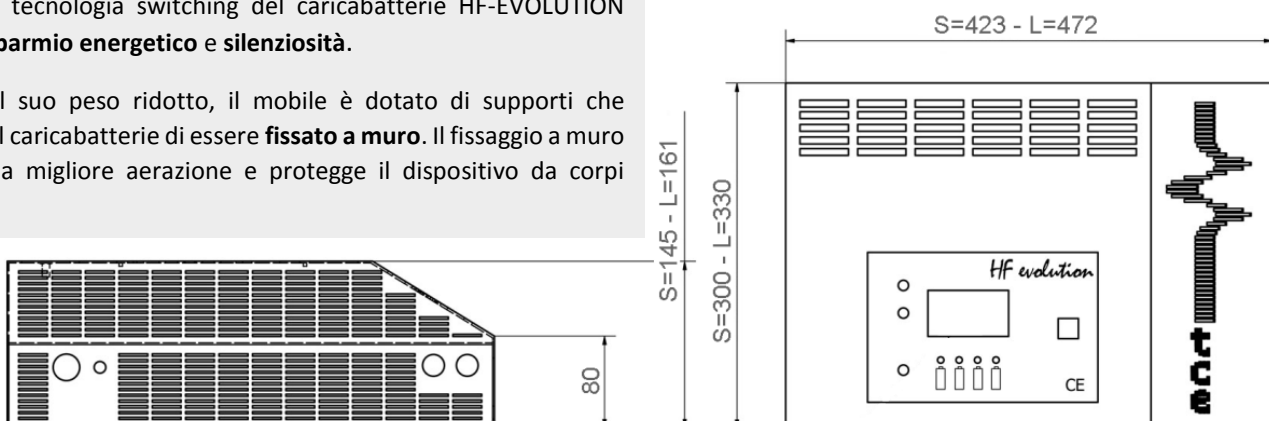 tecnologia switching del caricabatterie HF-EVOLUTION
parmio energetico e silenziosità.
l suo peso ridotto, il mobile è dotato di supporti che
l caricabatterie di essere fissato a muro. Il fissaggio a muro
a migliore aerazione e protegge il dispositivo da corpi
S=423 - L=472
S=145 - L=161
S=300 - L=330
80
HF evolution
CE
tce